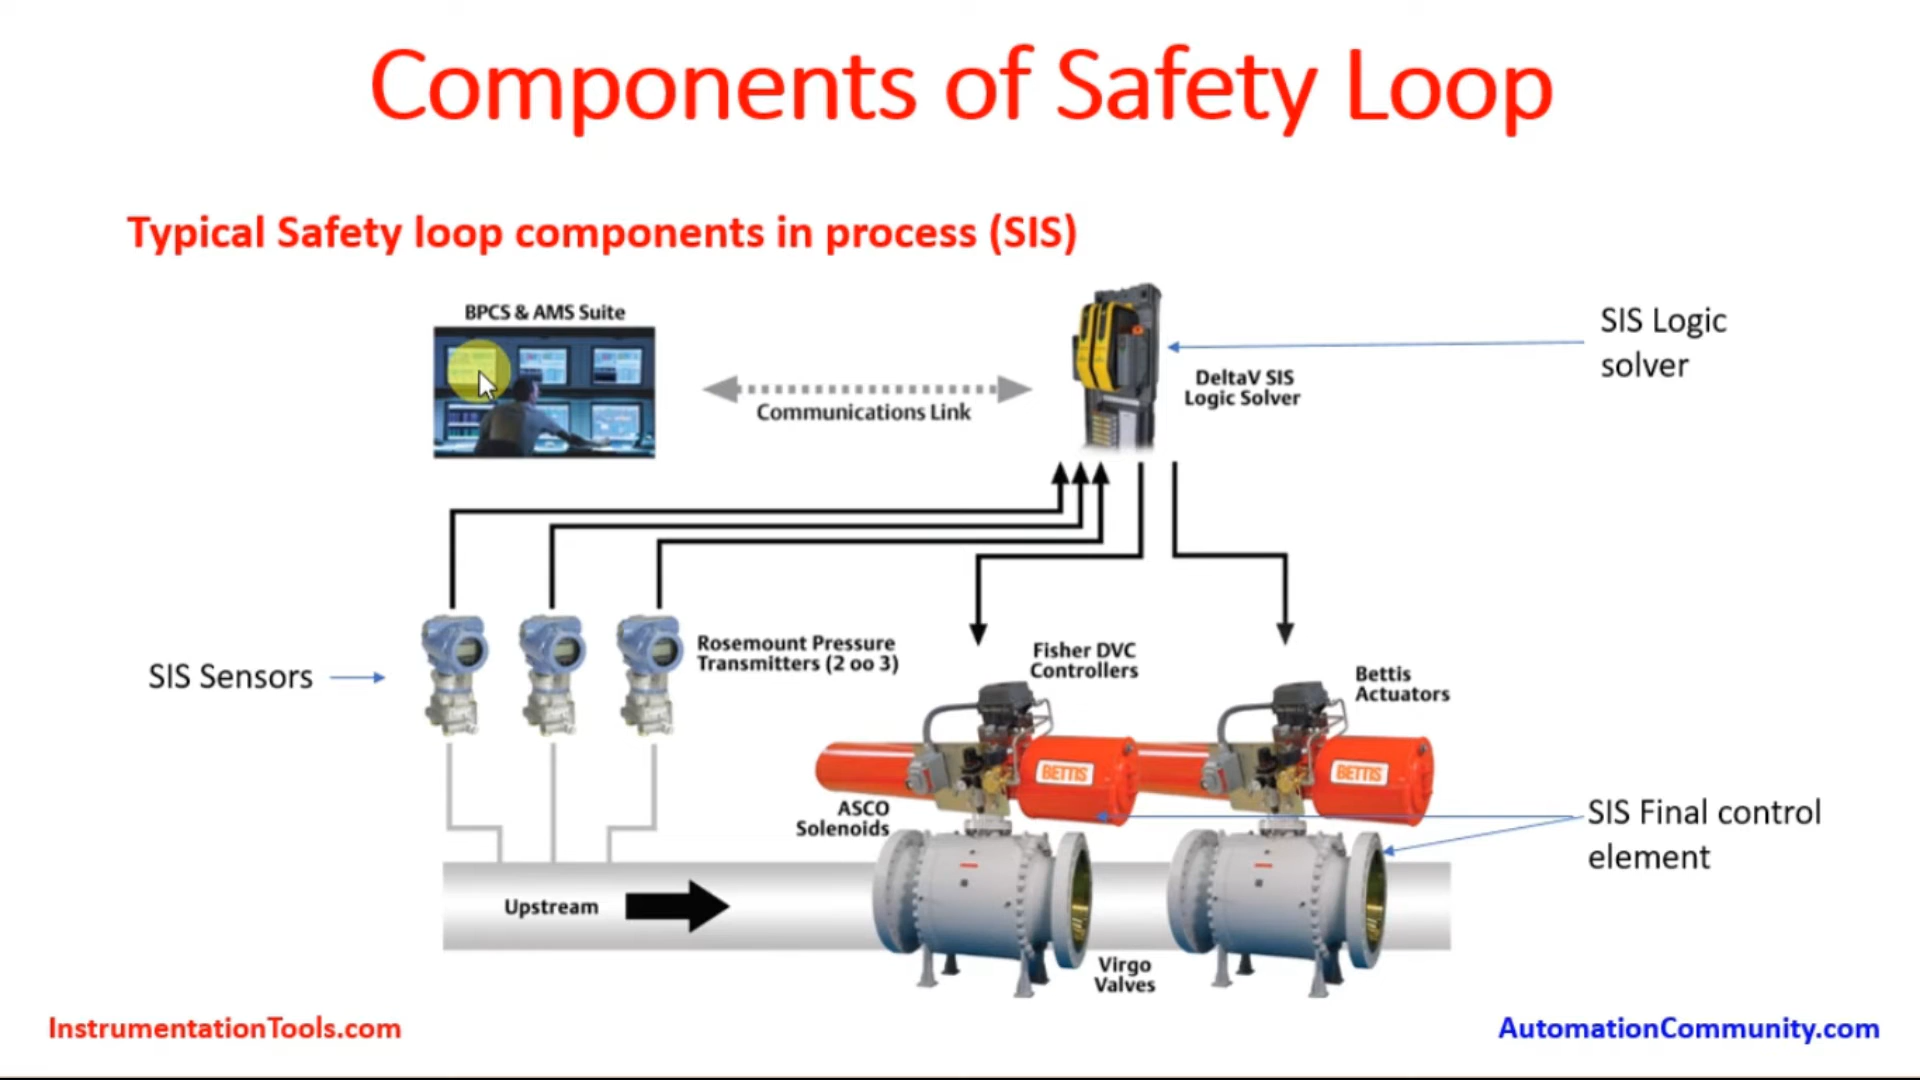 Components of Safety Loop
Typical Safety loop components in process (SIS)
BPCS & AMS Suite
Communications Link
DeltaV SIS
Logic Solver
SIS Logic
solver
SIS Sensors
Rosemount Pressure
Transmitters (2 oo 3)
Fisher DVC
Controllers
Bettis
Actuators
BETTIS
BETTIS
ASCO
Solenoids
SIS Final control
element
Upstream
Virgo
Valves
InstrumentationTools.com
AutomationCommunity.com